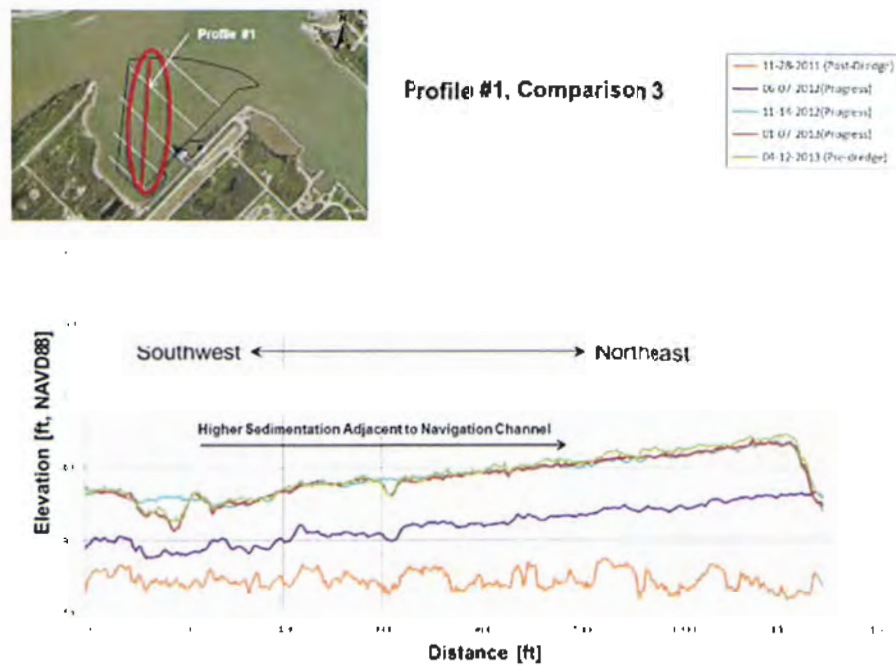 Profile #1
Profile #1, Comparison 3
11-28-2011 (Post-Dredge)
06-07-2012(Progress)
11-14-2012(Progress)
01-07-2013(Progress)
04-12-2013 (Pre-dredge)
Southwest
Northeast
Higher Sedimentation Adjacent to Navigation Channel
Elevation [ft, NAVD88]
Distance [ft]